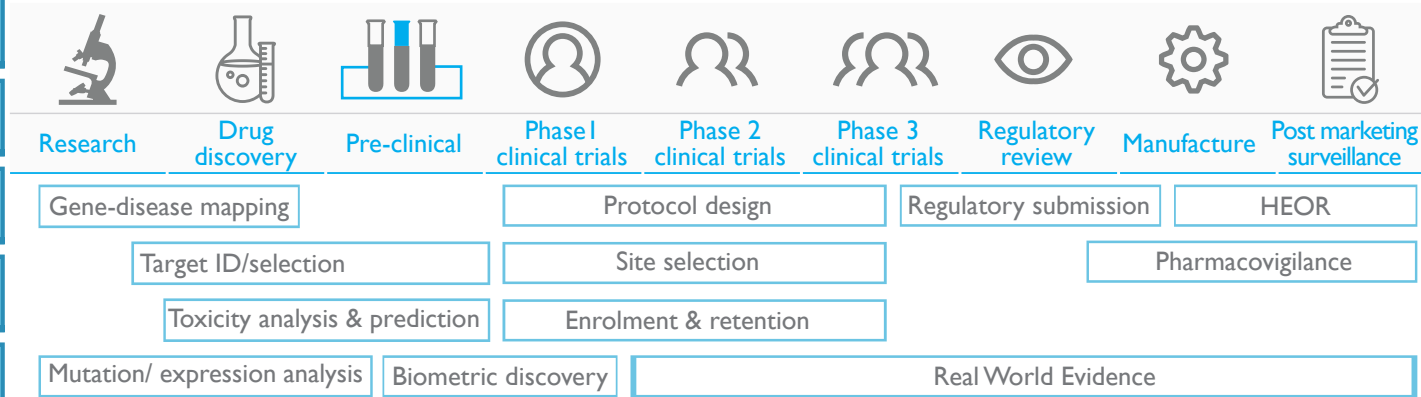 Research
Drug
discovery
Pre-clinical
Phase1
clinical trials
Phase 2
clinical trials
Phase 3
clinical trials
Regulatory
review
Manufacture
Post marketing
surveillance
Gene-disease mapping
Protocol design
Regulatory submission
HEOR
Target ID/selection
Site selection
Pharmacovigilance
Toxicity analysis & prediction
Enrolment & retention
Mutation/ expression analysis
Biometric discovery
Real World Evidence